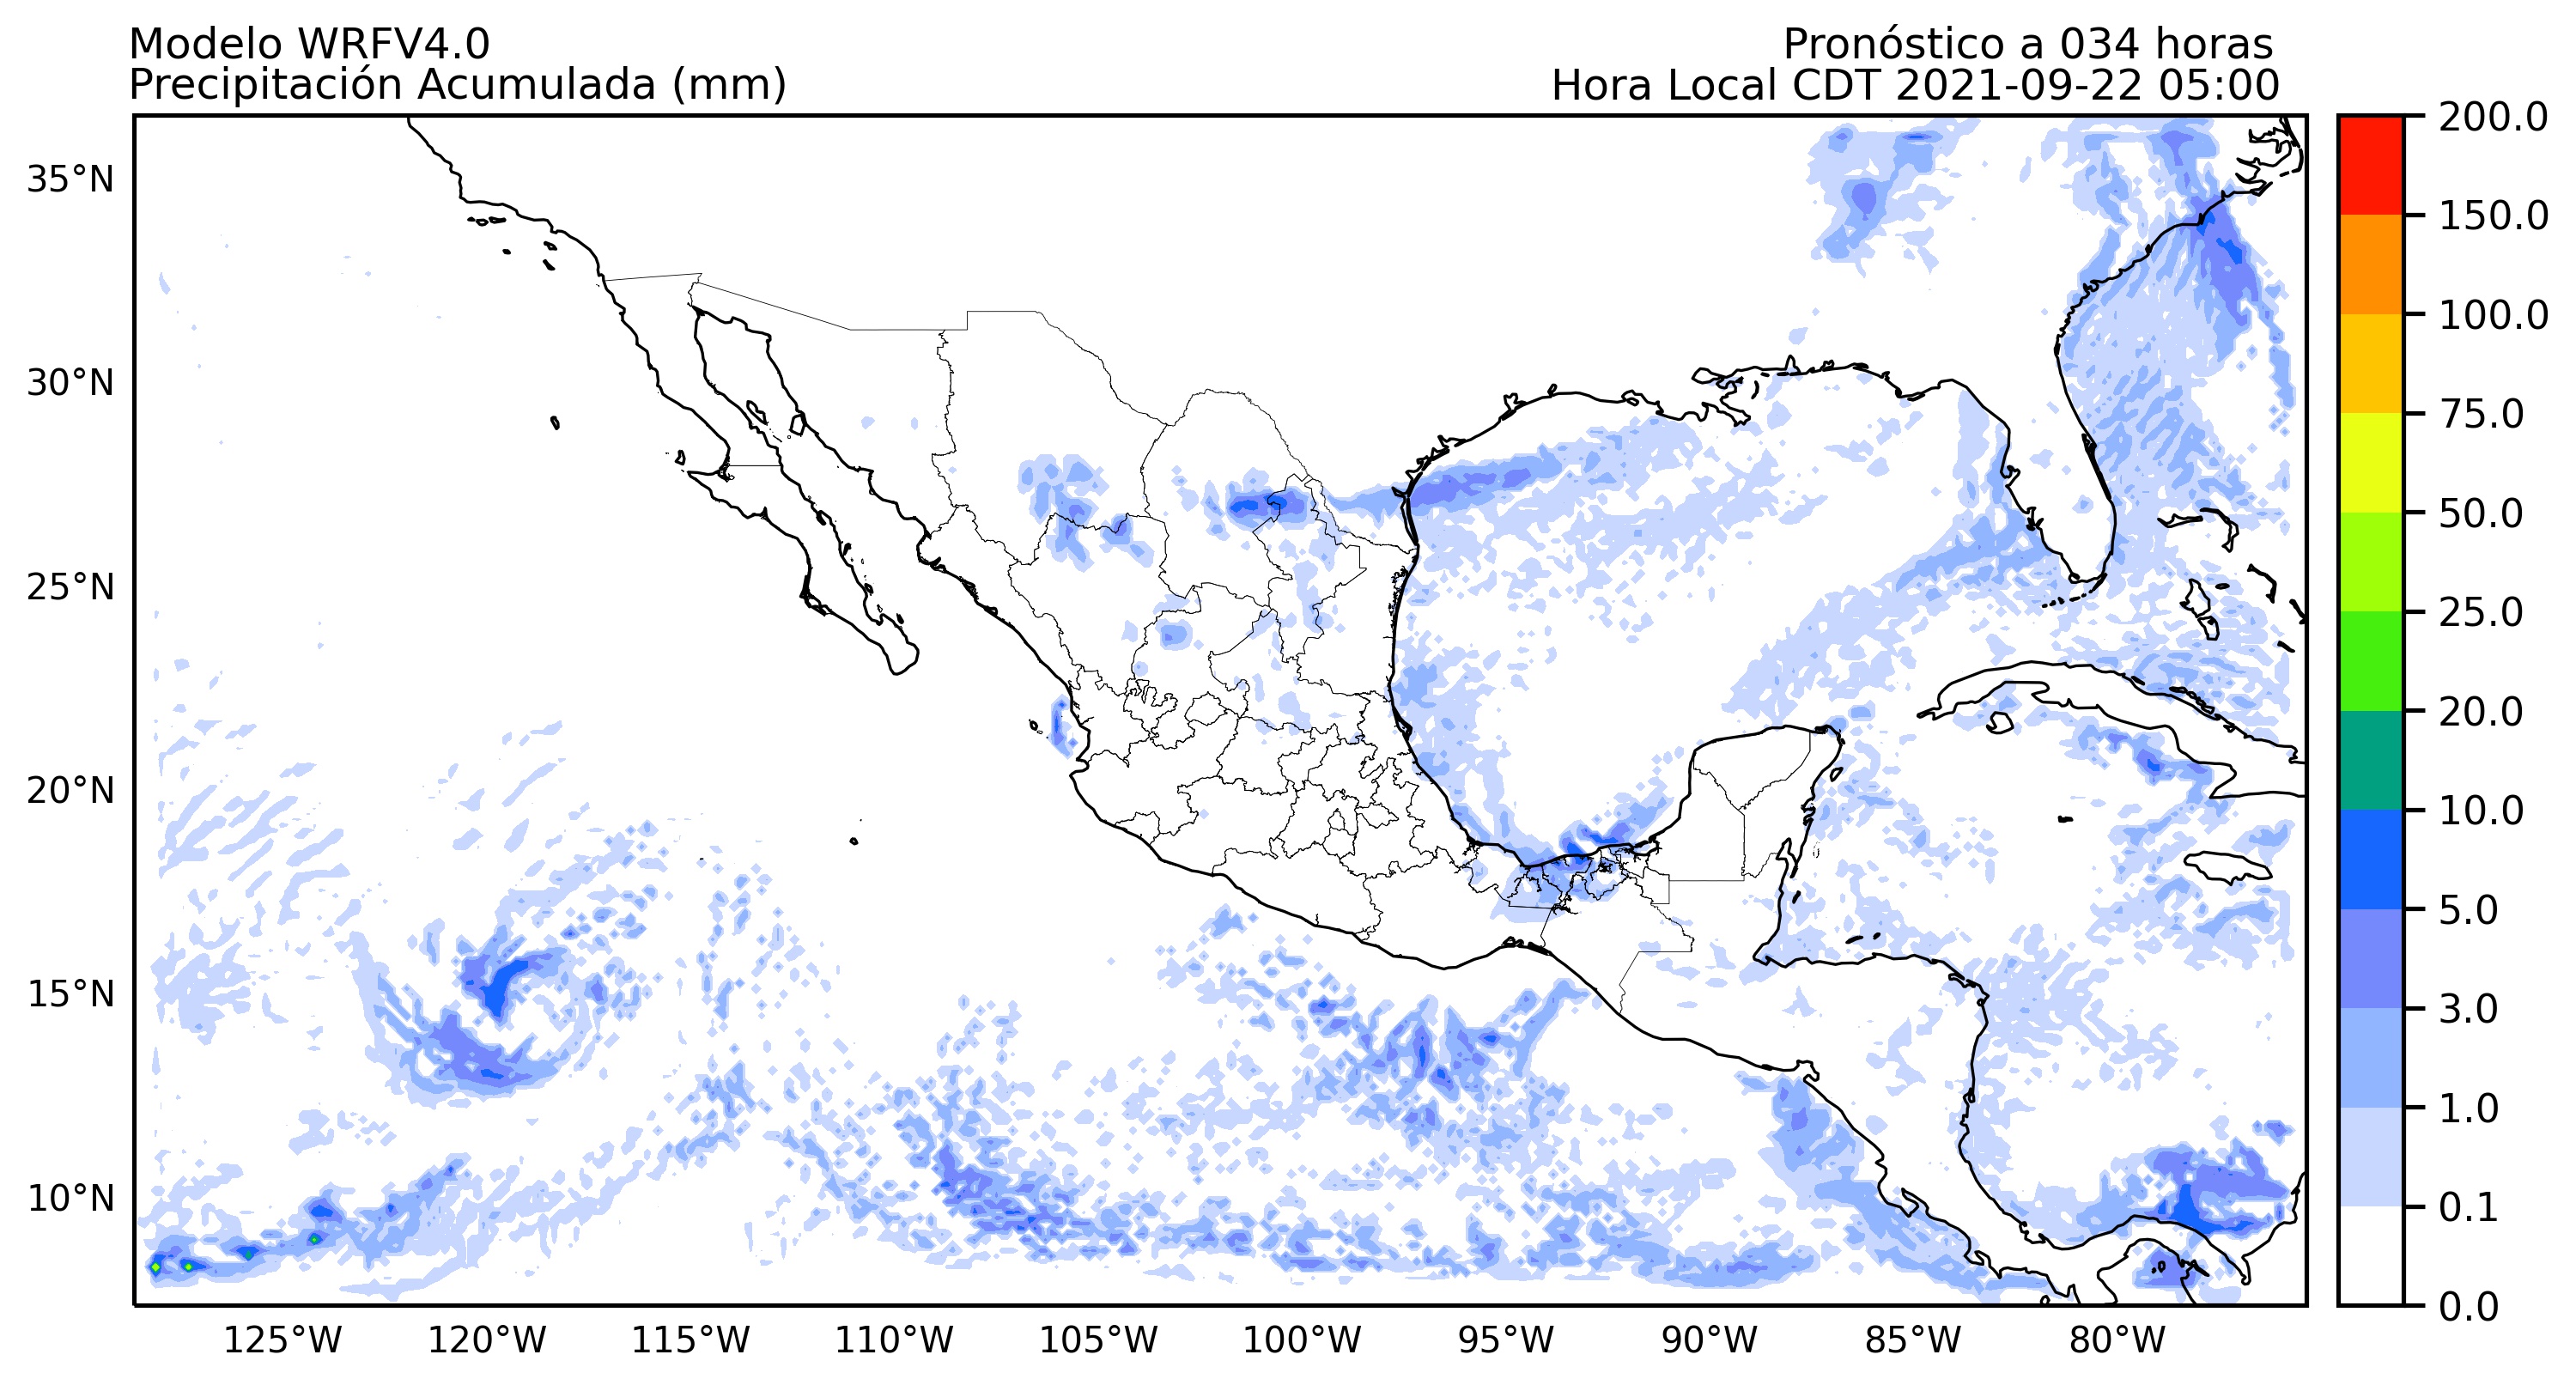 Modelo WRFV4.0
Precipitación Acumulada (mm)
Pronóstico a 034 horas
Hora Local CDT 2021-09-22 05:00
35°N
30°N
25°N
20°N
15°N
10°N
125°W
120°W
115°W
110°W
105°W
100°W
95°W
90°W
85°W
80°W
200.0
150.0
100.0
75.0
50.0
25.0
20.0
10.0
5.0
3.0
1.0
0.1
0.0